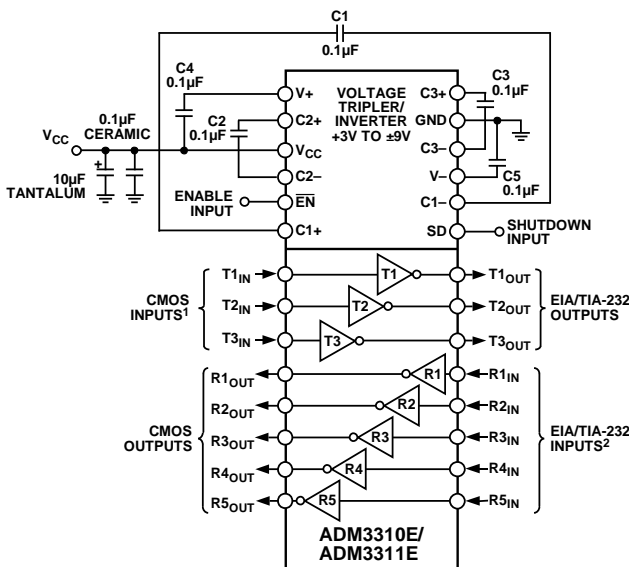 C1
0.1µF
C4
0.1µF
0.1µF
CERAMIC
C2
0.1µF
VCC
10µF
TANTALUM
+
ENABLE
INPUT
V+
C2+
VCC
C2–
EN
C1+
VOLTAGE
TRIPLER/
INVERTER
+3V TO ±9V
C3+
GND
C3–
V–
C1–
SD
C3
0.1µF
C5
0.1µF
SHUTDOWN
INPUT
CMOS
INPUTS1
T1IN
T1
T1OUT
T2IN
T2
T2OUT
T3IN
T3
T3OUT
EIA/TIA-232
OUTPUTS
CMOS
OUTPUTS
R1OUT
R1
R1IN
R2OUT
R2
R2IN
R3OUT
R3
R3IN
R4OUT
R4
R4IN
R5OUT
R5
R5IN
EIA/TIA-232
INPUTS2
ADM3310E/
ADM3311E